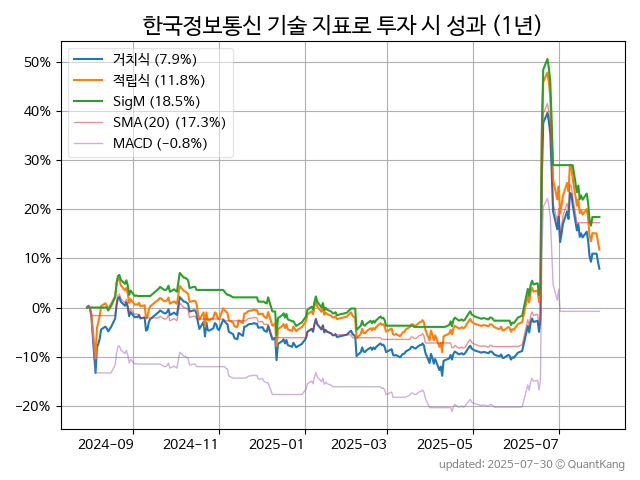 한국정보통신 기술 지표로 투자 시 성과 (1년)
50%
40%
30%
20%
10%
0%
−10%
−20%
거치식 (7.9%)
적립식 (11.8%)
SigM (18.5%)
SMA(20) (17.3%)
MACD (−0.8%)
2024-09 2024-11 2025-01 2025-03 2025-05 2025-07
updated: 2025-07-30 © QuantKang